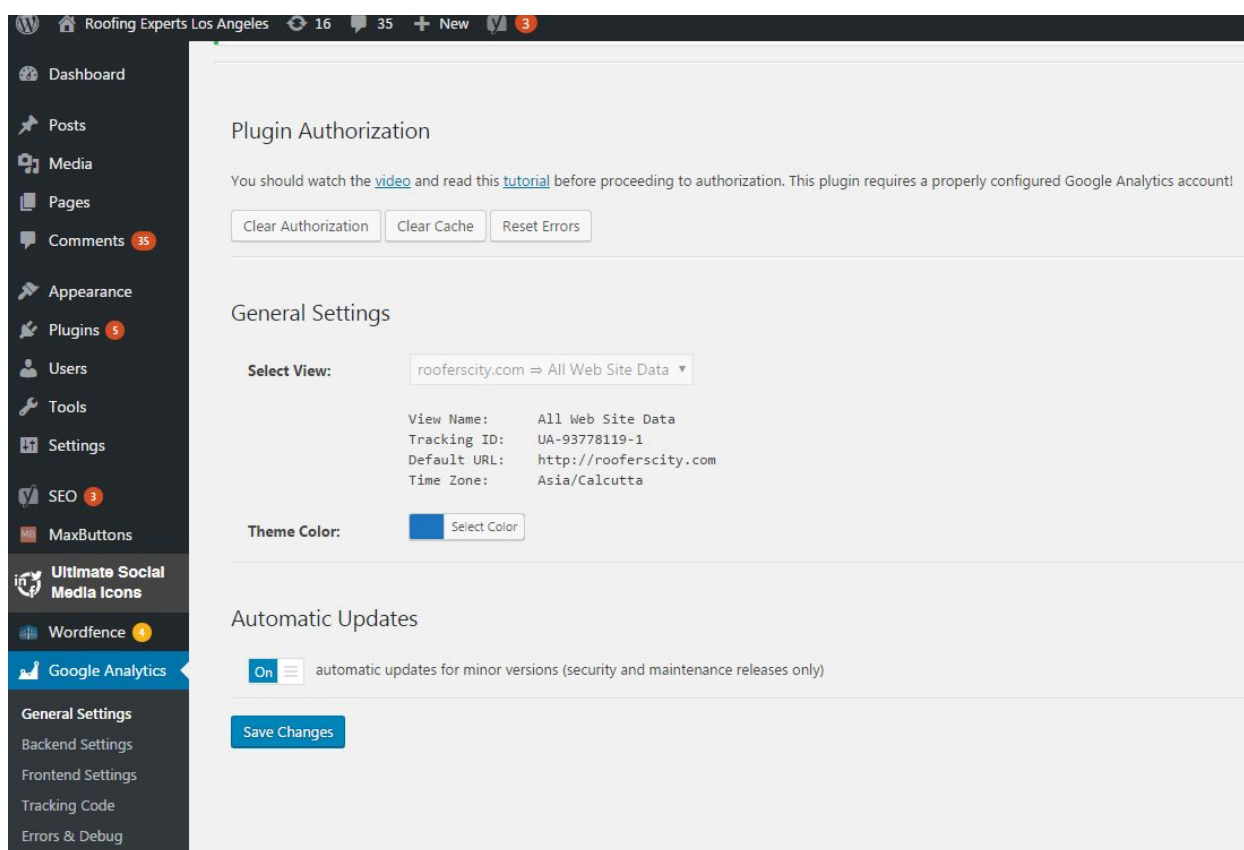 Roofing Experts Los Angeles 16 35 + New 3
Dashboard
Posts
Media
Pages
Comments 35
Appearance
Plugins 5
Users
Tools
Settings
SEO 3
MB MaxButtons
Ultimate Social
Media Icons
Wordfence 4
Google Analytics
General Settings
Backend Settings
Frontend Settings
Tracking Code
Errors & Debug
Plugin Authorization
You should watch the video and read this tutorial before proceeding to authorization. This plugin requires a properly configured Google Analytics account!
Clear Authorization Clear Cache Reset Errors
General Settings
Select View: rooferscity.com ⇒ All Web Site Data ▼
View Name: All Web Site Data
Tracking ID: UA-93778119-1
Default URL: http://rooferscity.com
Time Zone: Asia/Calcutta
Theme Color: Select Color
Automatic Updates
On automatic updates for minor versions (security and maintenance releases only)
Save Changes